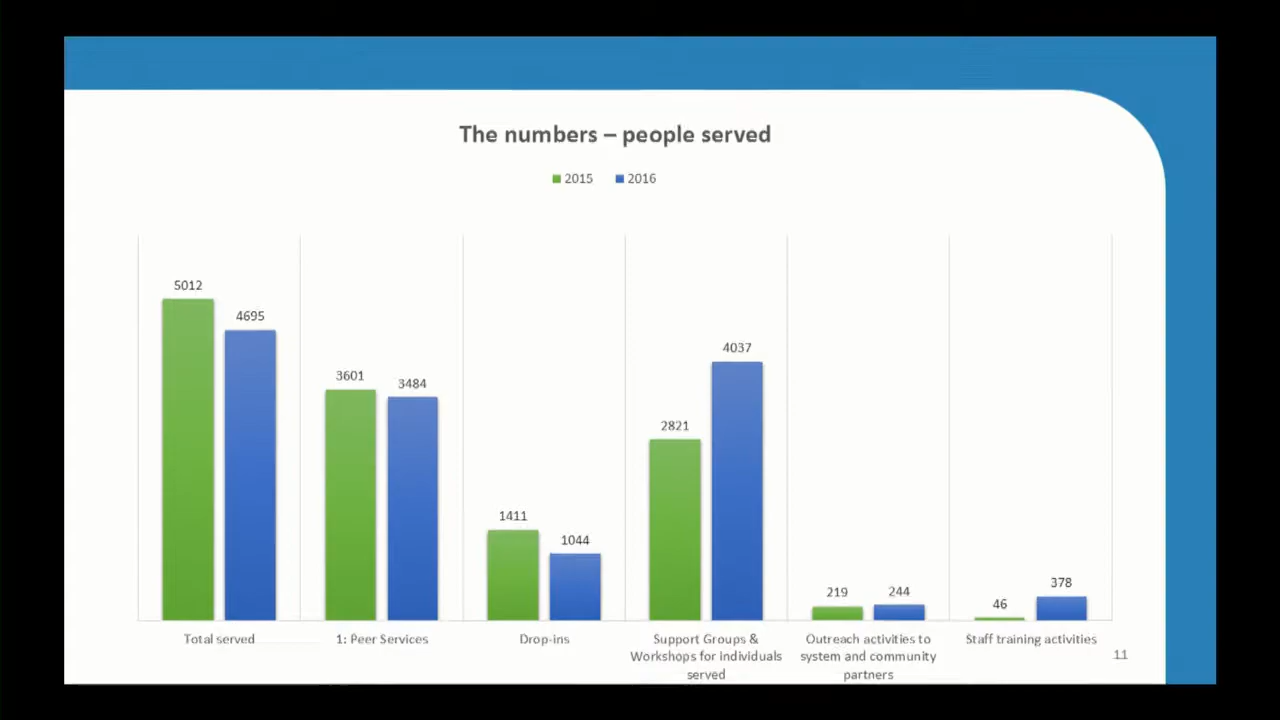 The numbers – people served
2015 2016
5012
4695
3601
3484
1411
1044
2821
4037
219
244
46
378
Total served
1: Peer Services
Drop-ins
Support Groups &
Workshops for individuals
served
Outreach activities to
system and community
partners
Staff training activities
11